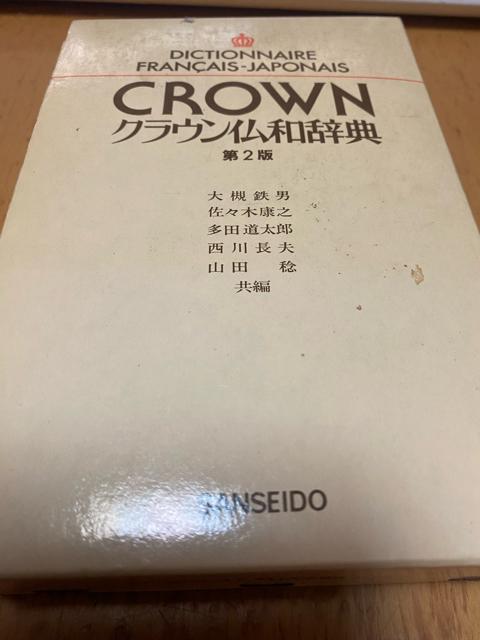 DICTIONNAIRE
FRANÇAIS-JAPONAIS
CROWN
クラウン仏和辞典
第2版
大槻鉄男
佐々木康之
多田道太郎
西川長夫
山田 稔
共編
SANSEIDO